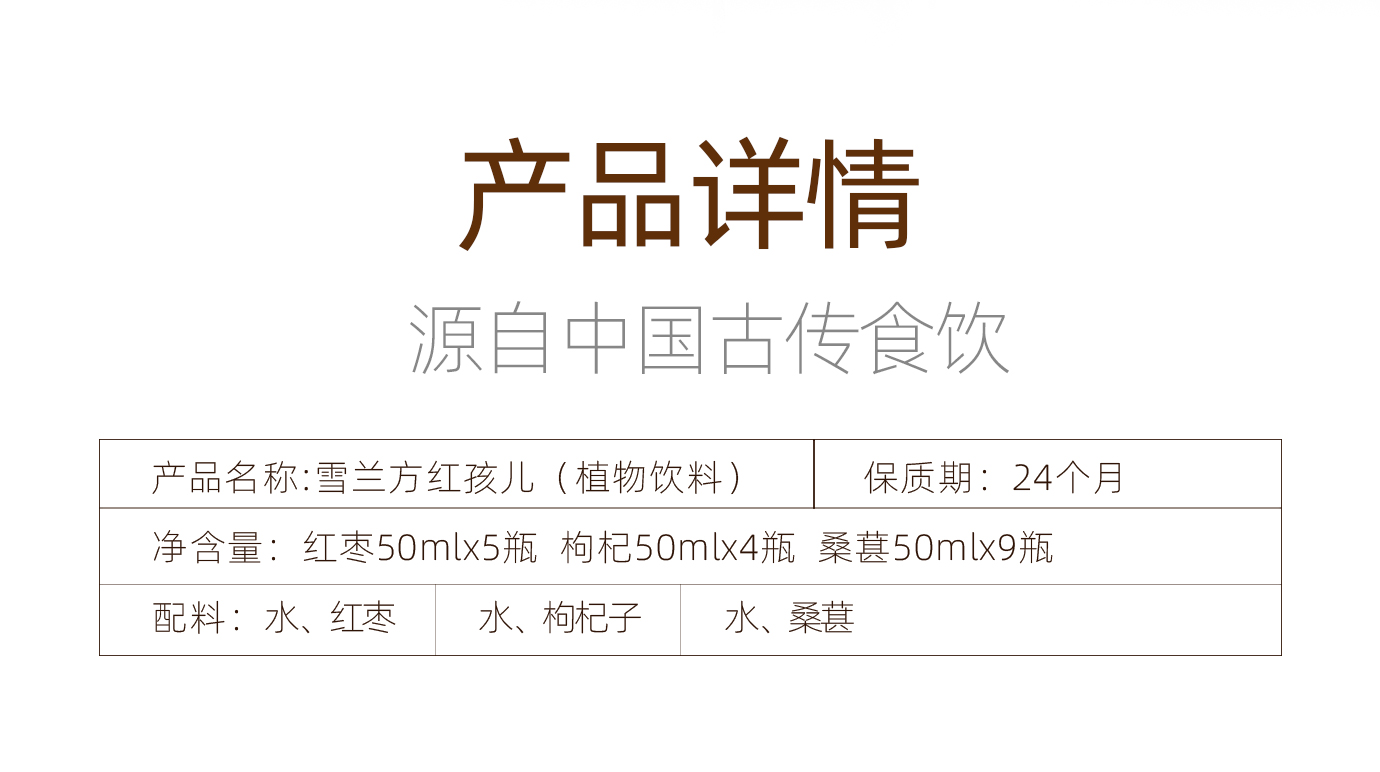 产品详情
源自中国古传食饮
产品名称:雪兰方红孩儿（植物饮料） 保质期：24个月
净含量：红枣50mlx5瓶 枸杞50mlx4瓶 桑葚50mlx9瓶
配料：水、红枣 水、枸杞子 水、桑葚